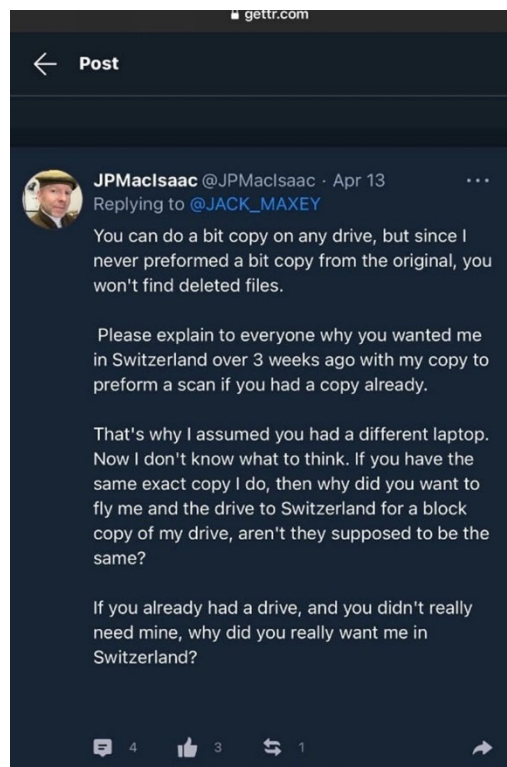 gettr.com
Post
JPMacIsaac @JPMacIsaac · Apr 13
Replying to @JACK_MAXEY
You can do a bit copy on any drive, but since I
never preformed a bit copy from the original, you
won't find deleted files.
Please explain to everyone why you wanted me
in Switzerland over 3 weeks ago with my copy to
preform a scan if you had a copy already.
That's why I assumed you had a different laptop.
Now I don't know what to think. If you have the
same exact copy I do, then why did you want to
fly me and the drive to Switzerland for a block
copy of my drive, aren't they supposed to be the
same?
If you already had a drive, and you didn't really
need mine, why did you really want me in
Switzerland?
4 3 1